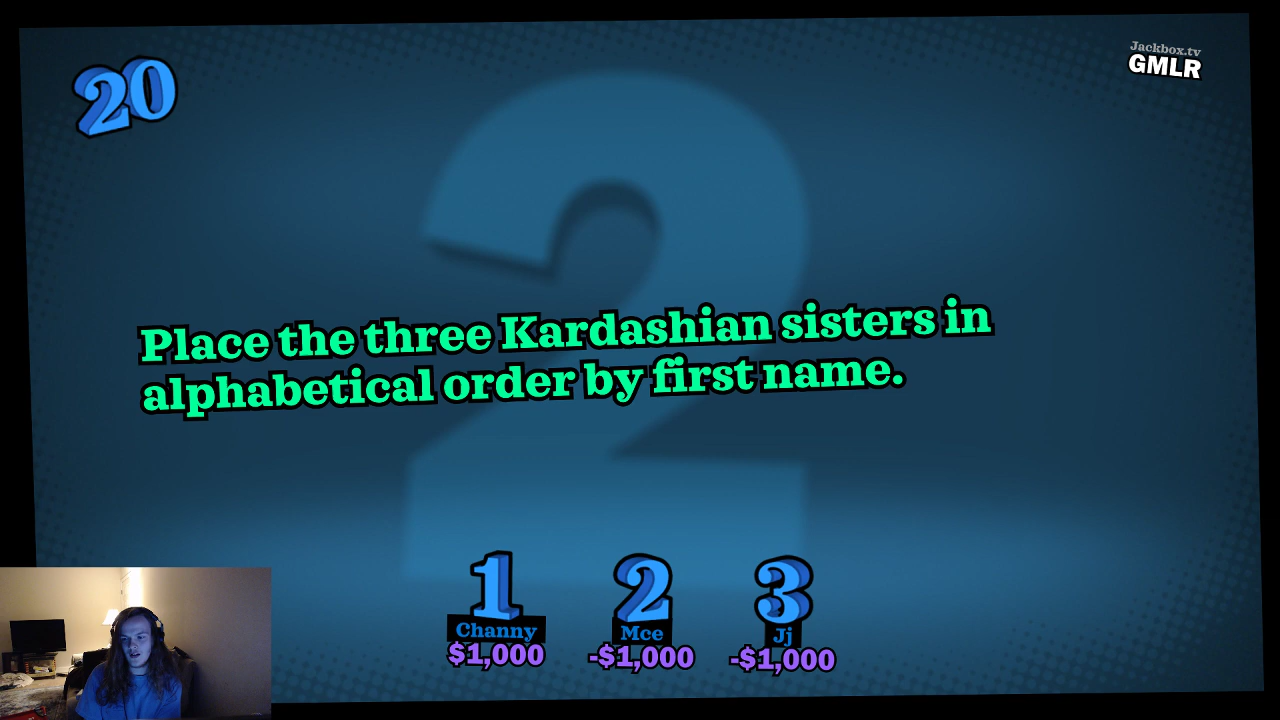 20
Jackbox.tv
GMLR
Place the three Kardashian sisters in
alphabetical order by first name.
2
1 2 3
Channy Mce Jj
$1,000 -$1,000 -$1,000